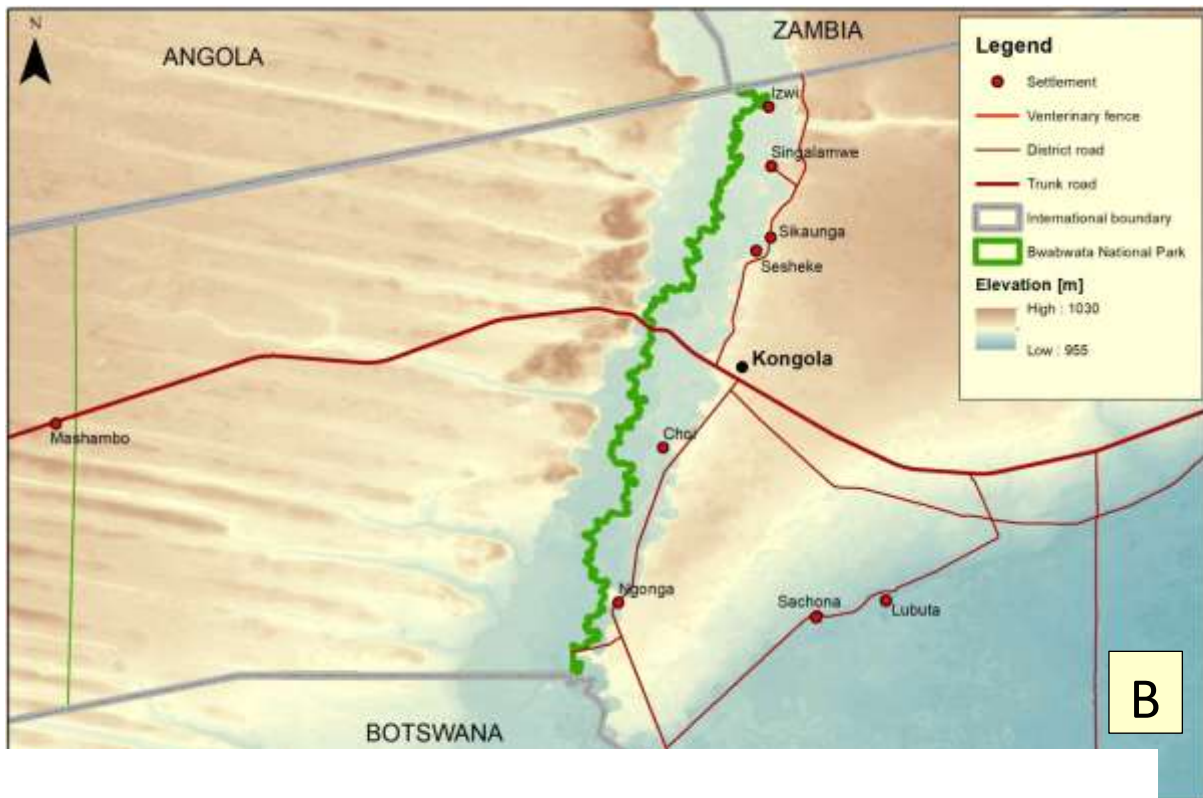 N
ANGOLA
ZAMBIA
Izwi
Singalamwe
Sikaunga
Sesheke
Kongola
Mashambo
Choi
Ngonga
Sachona
Lubuta
BOTSWANA
Legend
Settlement
Venterinary fence
District road
Trunk road
International boundary
Bwabwata National Park
Elevation [m]
High : 1030
Low : 955
B